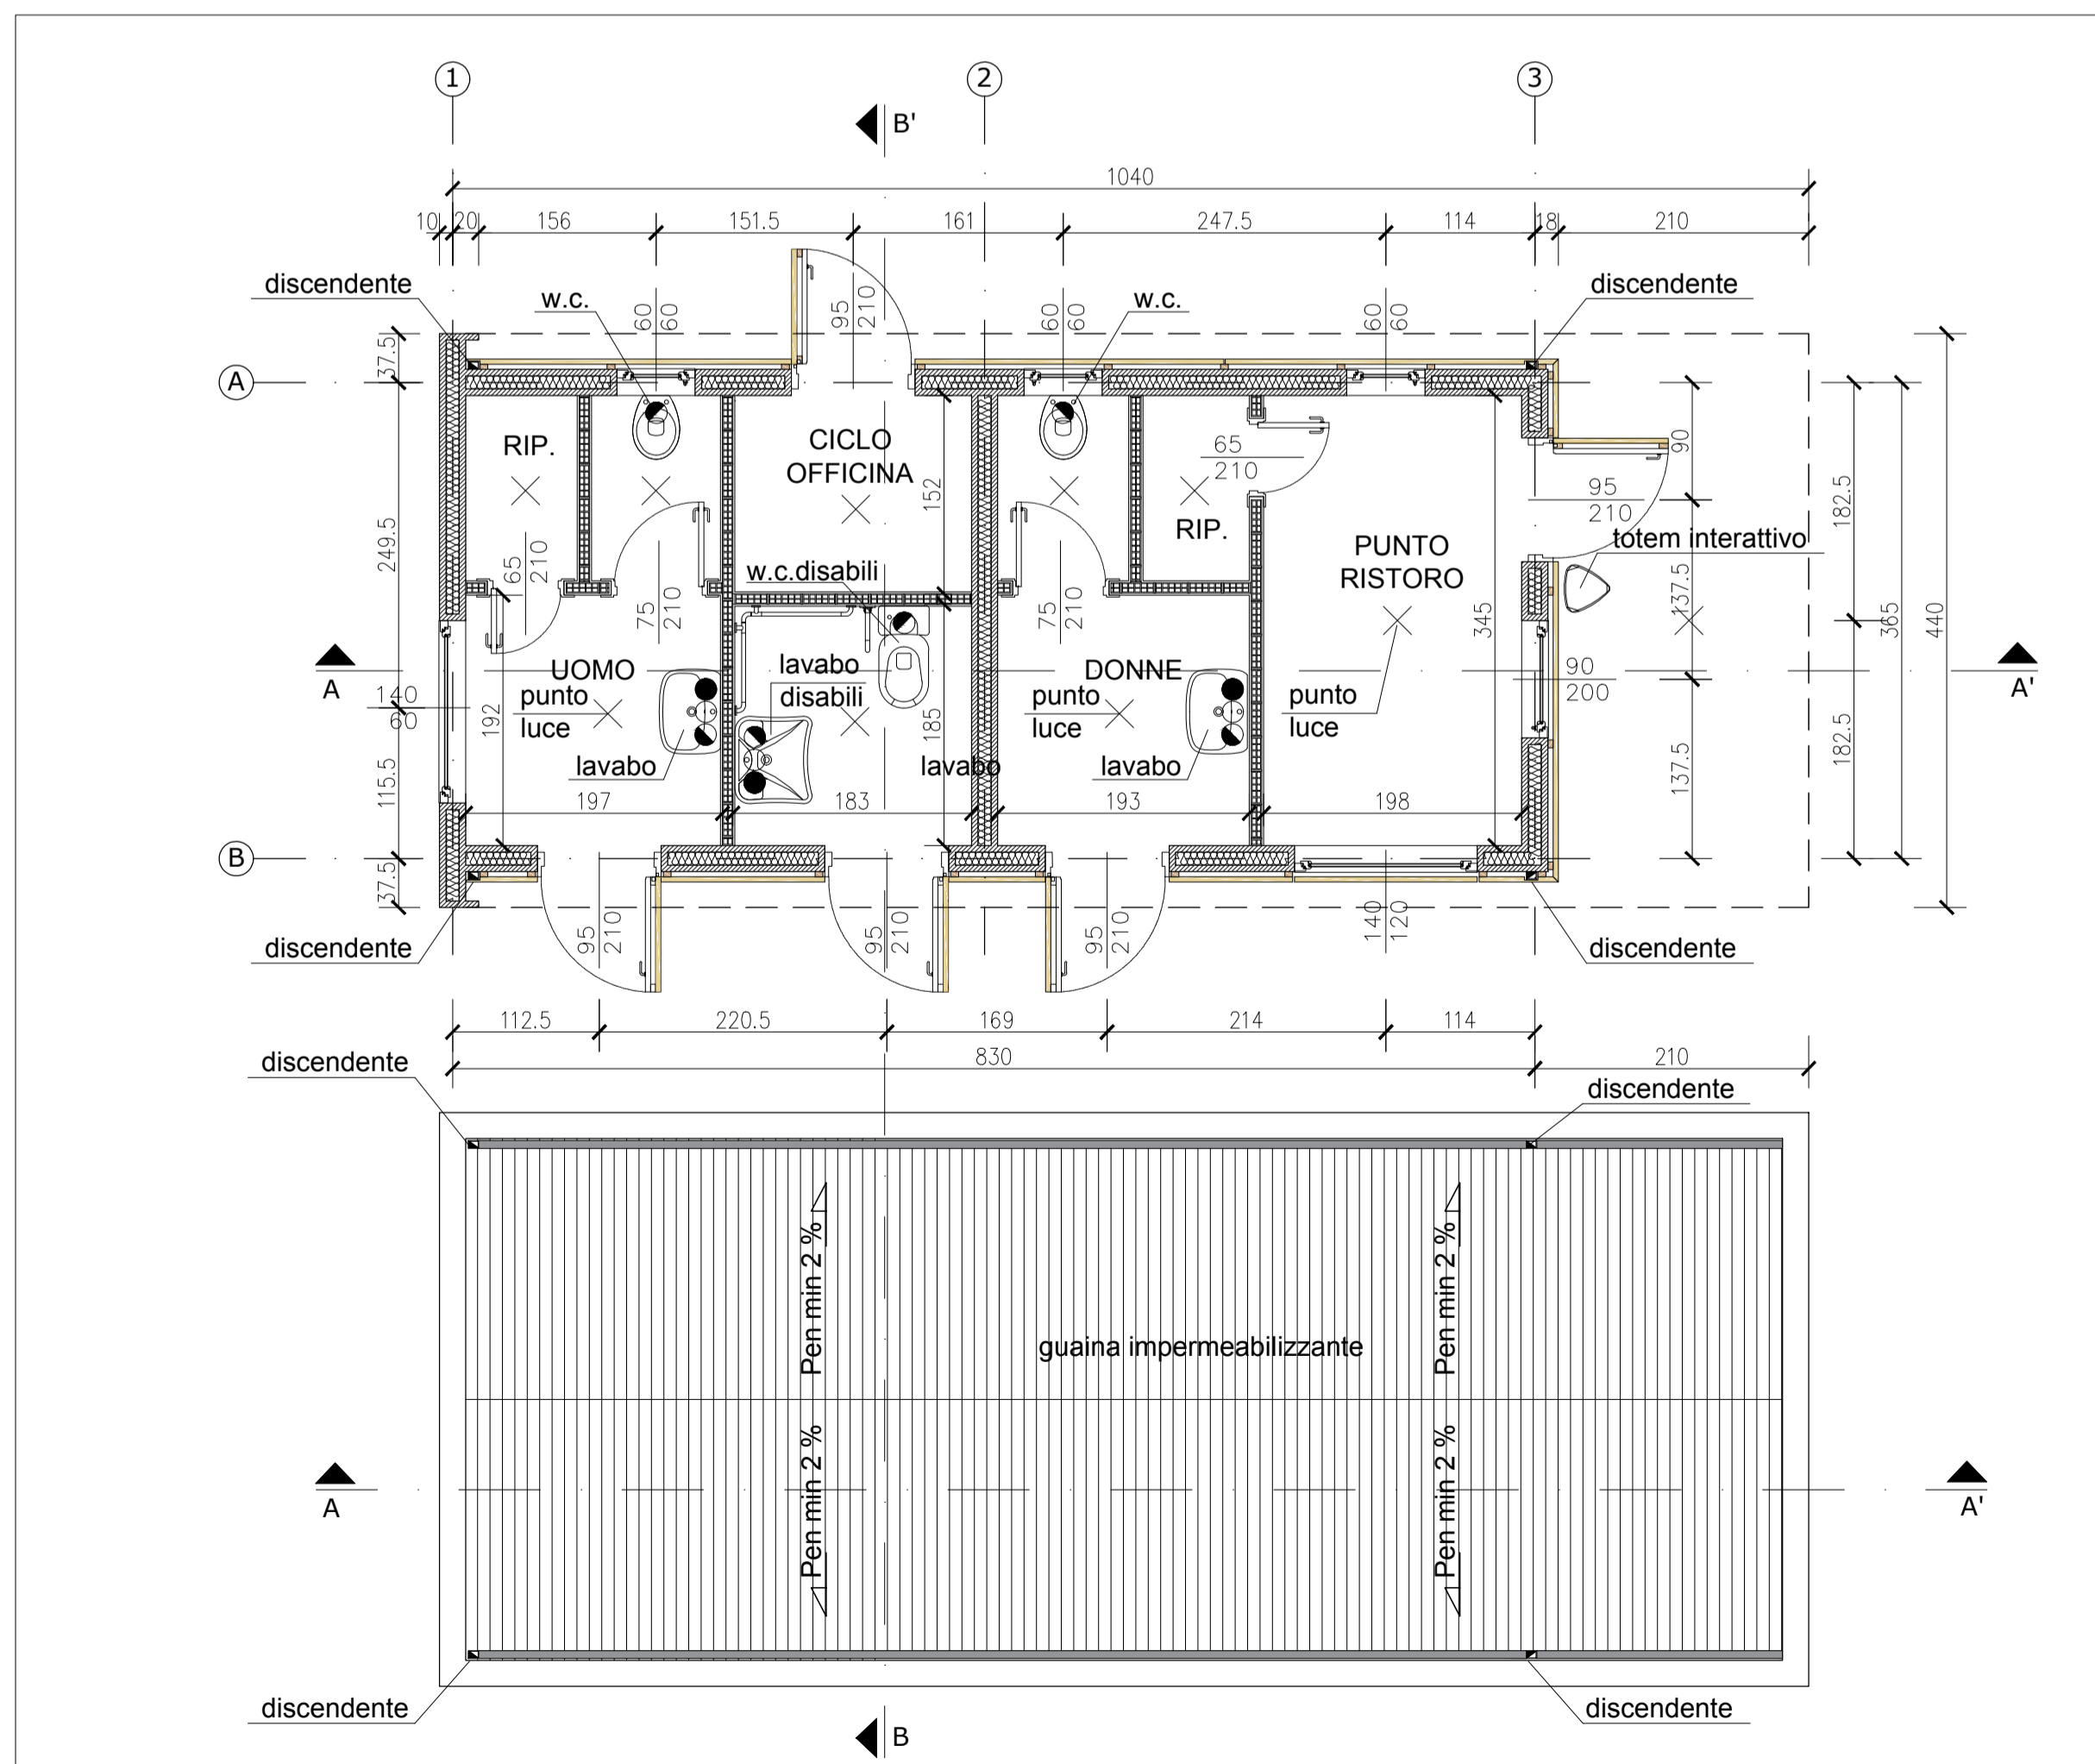 1
2
3
B'
1040
10
20
156
151.5
161
247.5
114
18
210
discendente
w.c.
60
60
95
210
60
60
w.c.
60
60
discendente
37.5
A
RIP.
CICLO
OFFICINA
152
65
210
RIP.
90
95
210
182.5
249.5
65
210
75
210
w.c.disabili
75
210
PUNTO
RISTORO
345
totem interattivo
137.5
365
440
A
UOMO
lavabo
disabili
DONNE
A'
140
60
192
punto
luce
185
punto
luce
punto
luce
90
200
115.5
lavabo
lavabo
lavabo
137.5
182.5
197
183
193
198
B
37.5
95
210
95
210
95
210
140
120
discendente
discendente
112.5
220.5
169
214
114
830
210
discendente
discendente
Pen min 2 %
Pen min 2 %
guaina impermeabilizzante
Pen min 2 %
Pen min 2 %
A
A'
discendente
discendente
B